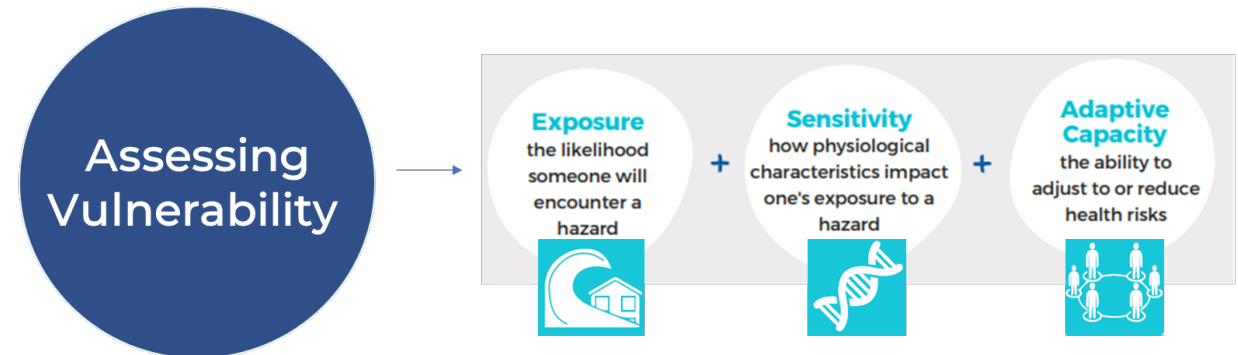 Assessing
Vulnerability
Exposure
the likelihood
someone will
encounter a
hazard
+
Sensitivity
how physiological
characteristics impact
one's exposure to a
hazard
+
Adaptive
Capacity
the ability to
adjust to or reduce
health risks